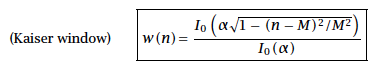 (Kaiser window) w(n) = I₀(α√1 − (n − M)²/M²) / I₀(α)